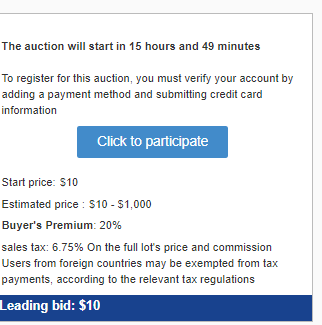 The auction will start in 15 hours and 49 minutes
To register for this auction, you must verify your account by
adding a payment method and submitting credit card
information
Click to participate
Start price: $10
Estimated price : $10 - $1,000
Buyer's Premium: 20%
sales tax: 6.75% On the full lot's price and commission
Users from foreign countries may be exempted from tax
payments, according to the relevant tax regulations
Leading bid: $10